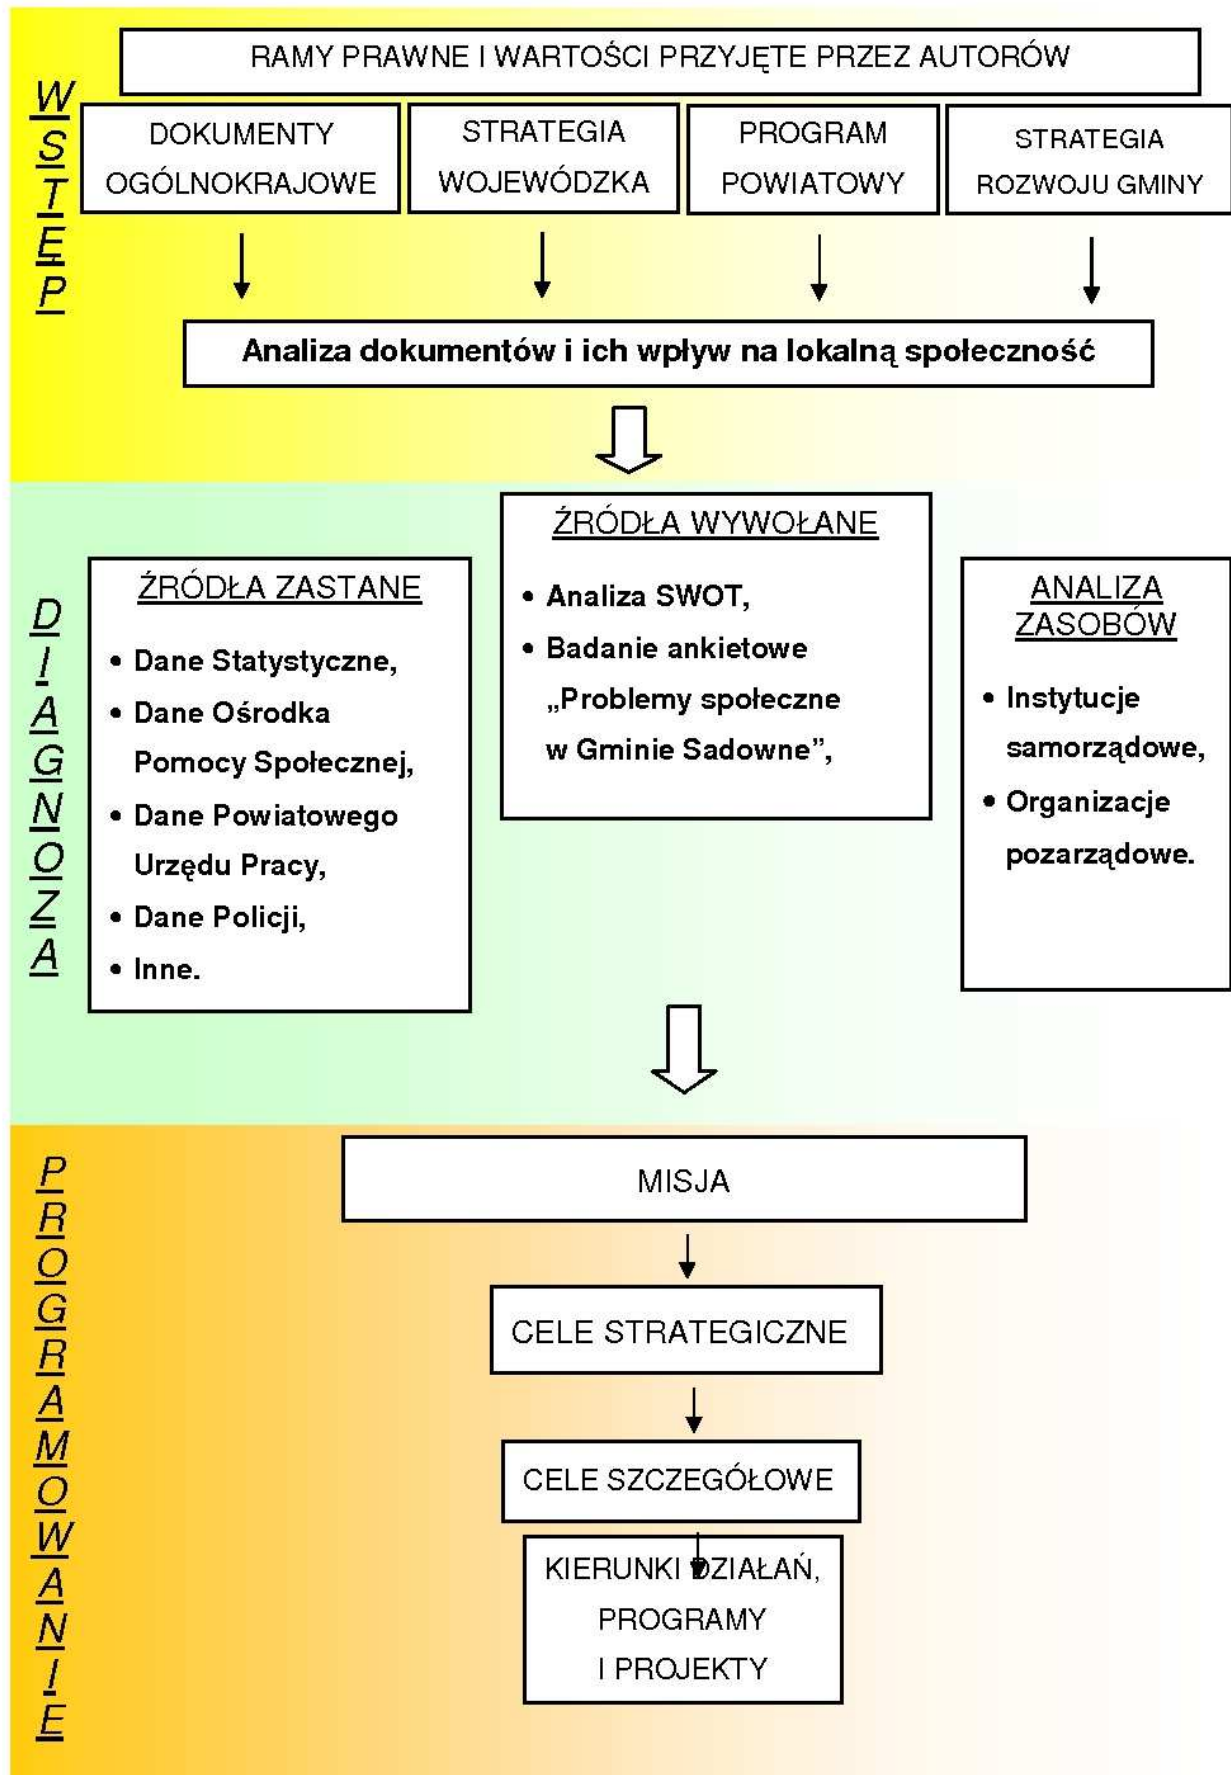 WSTĘP
RAMY PRAWNE I WARTOŚCI PRZYJĘTE PRZEZ AUTORÓW
DOKUMENTY
OGÓLNOKRAJOWE
STRATEGIA
WOJEWÓDZKA
PROGRAM
POWIATOWY
STRATEGIA
ROZWOJU GMINY
Analiza dokumentów i ich wpływ na lokalną społeczność
DIAGNOZA
ŹRÓDŁA ZASTANE
• Dane Statystyczne,
• Dane Ośrodka
Pomocy Społecznej,
• Dane Powiatowego
Urzędu Pracy,
• Dane Policji,
• Inne.
ŹRÓDŁA WYWOŁANE
• Analiza SWOT,
• Badanie ankietowe
„Problemy społeczne
w Gminie Sadowne”,
ANALIZA
ZASOBÓW
• Instytucje
samorządowe,
• Organizacje
pozarządowe.
PROGRAMOWANIE
MISJA
CELE STRATEGICZNE
CELE SZCZEGÓŁOWE
KIERUNKI DZIAŁAŃ,
PROGRAMY
I PROJEKTY